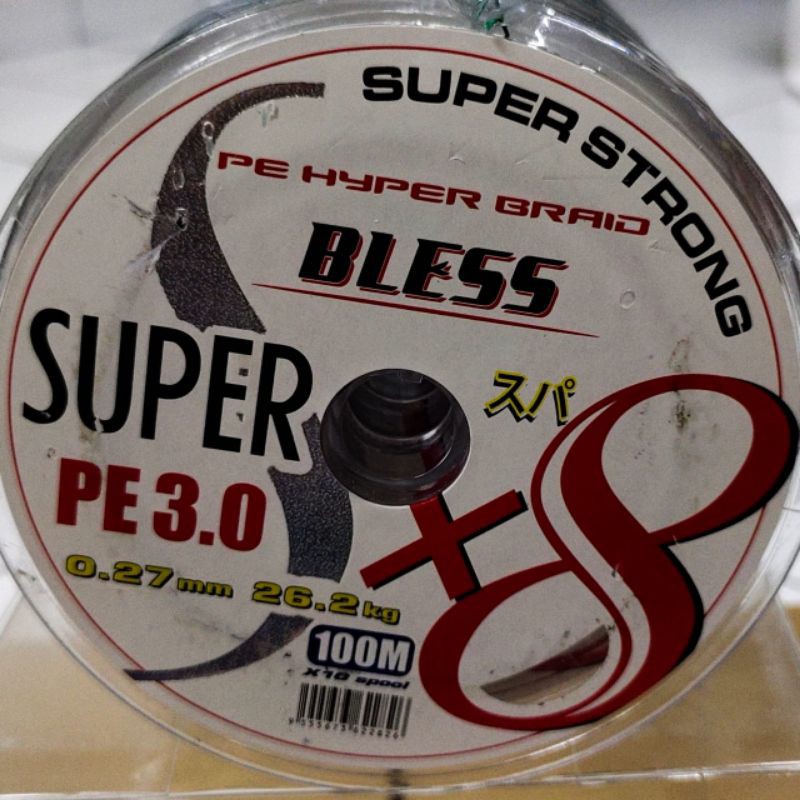 SUPER STRONG
PE HYPER BRAID
BLESS
SUPER
スパ
×8
PE 3.0
0.27mm 26.2kg
100M
X10 spool